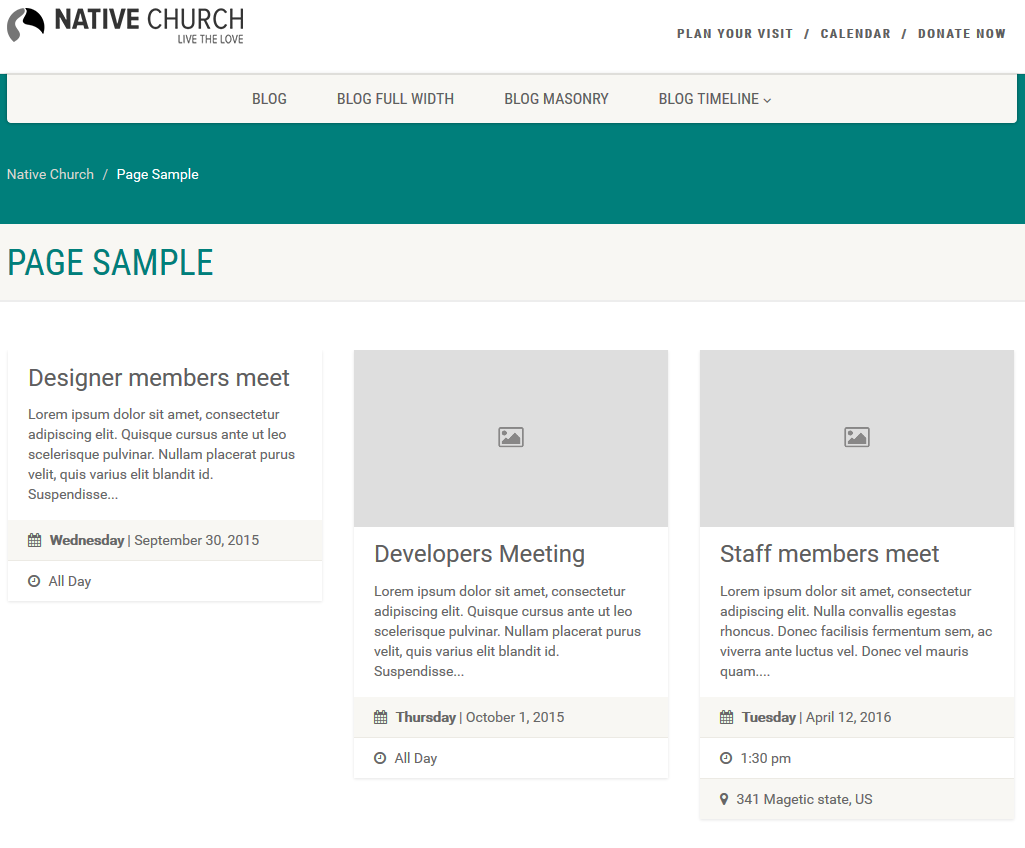 NATIVE CHURCH
LIVE THE LOVE
PLAN YOUR VISIT / CALENDAR / DONATE NOW
BLOG BLOG FULL WIDTH BLOG MASONRY BLOG TIMELINE
Native Church / Page Sample
PAGE SAMPLE
Designer members meet
Lorem ipsum dolor sit amet, consectetur
adipiscing elit. Quisque cursus ante ut leo
scelerisque pulvinar. Nullam placerat purus
velit, quis varius elit blandit id.
Suspendisse...
Wednesday | September 30, 2015
All Day
Developers Meeting
Lorem ipsum dolor sit amet, consectetur
adipiscing elit. Quisque cursus ante ut leo
scelerisque pulvinar. Nullam placerat purus
velit, quis varius elit blandit id.
Suspendisse...
Thursday | October 1, 2015
All Day
Staff members meet
Lorem ipsum dolor sit amet, consectetur
adipiscing elit. Nulla convallis egestas
rhoncus. Donec facilisis fermentum sem, ac
viverra ante luctus vel. Donec vel mauris
quam....
Tuesday | April 12, 2016
1:30 pm
341 Magetic state, US